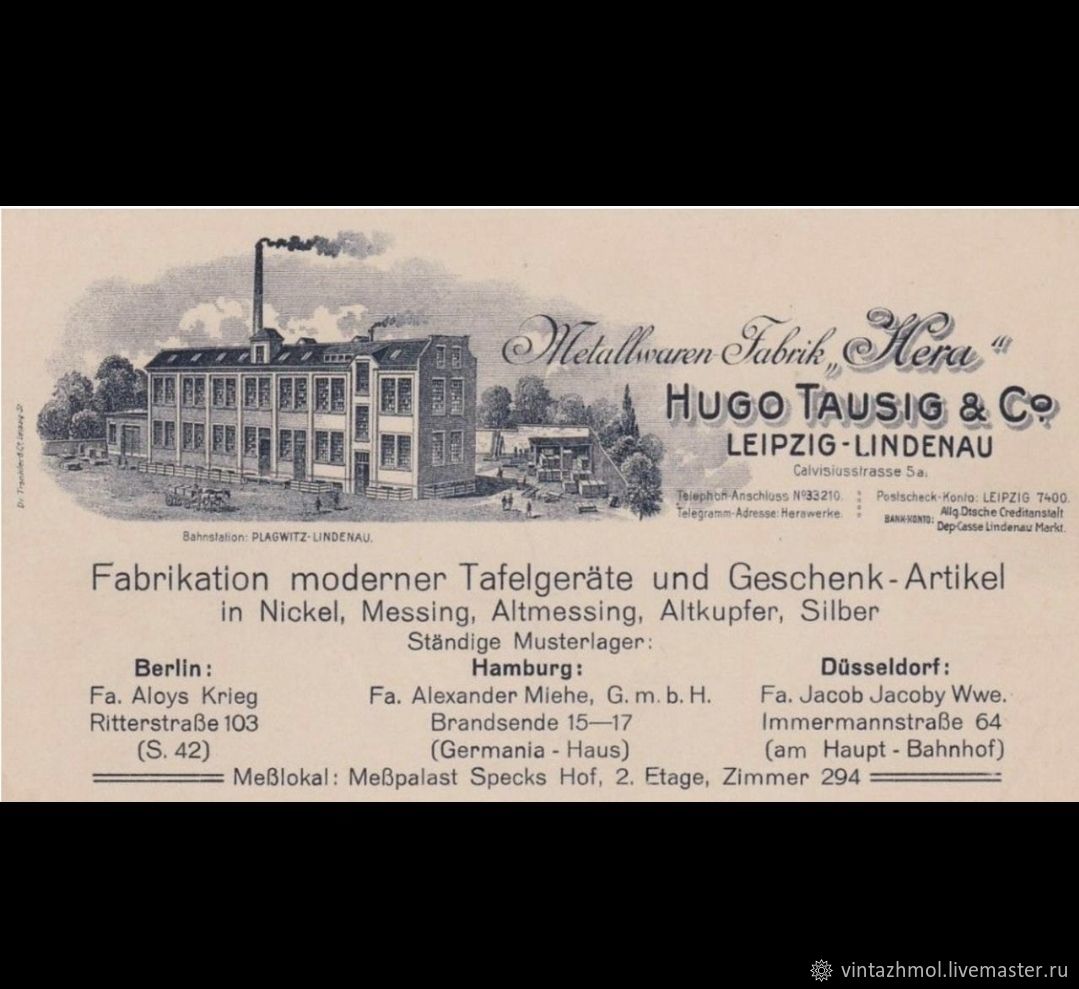 Metallwaren-Fabrik „Hera“
HUGO TAUSIG & Co.
LEIPZIG-LINDENAU
Calvisiusstrasse 5a.
Telephon-Anschluss Nº 33210.
Telegramm-Adresse: Herawerke.
Postscheck-Konto: LEIPZIG 7400.
BANK-KONTO: Allg. Dtsche Creditanstalt
Dep-Casse Lindenau Markt.
Bahnstation: PLAGWITZ-LINDENAU.
Fabrikation moderner Tafelgeräte und Geschenk-Artikel
in Nickel, Messing, Altmessing, Altkupfer, Silber
Ständige Musterlager:
Berlin:
Fa. Aloys Krieg
Ritterstraße 103
(S. 42)
Hamburg:
Fa. Alexander Miehe, G. m. b. H.
Brandsende 15—17
(Germania - Haus)
Düsseldorf:
Fa. Jacob Jacoby Wwe.
Immermannstraße 64
(am Haupt - Bahnhof)
Meßlokal: Meßpalast Specks Hof, 2. Etage, Zimmer 294
vintazhmol.livemaster.ru